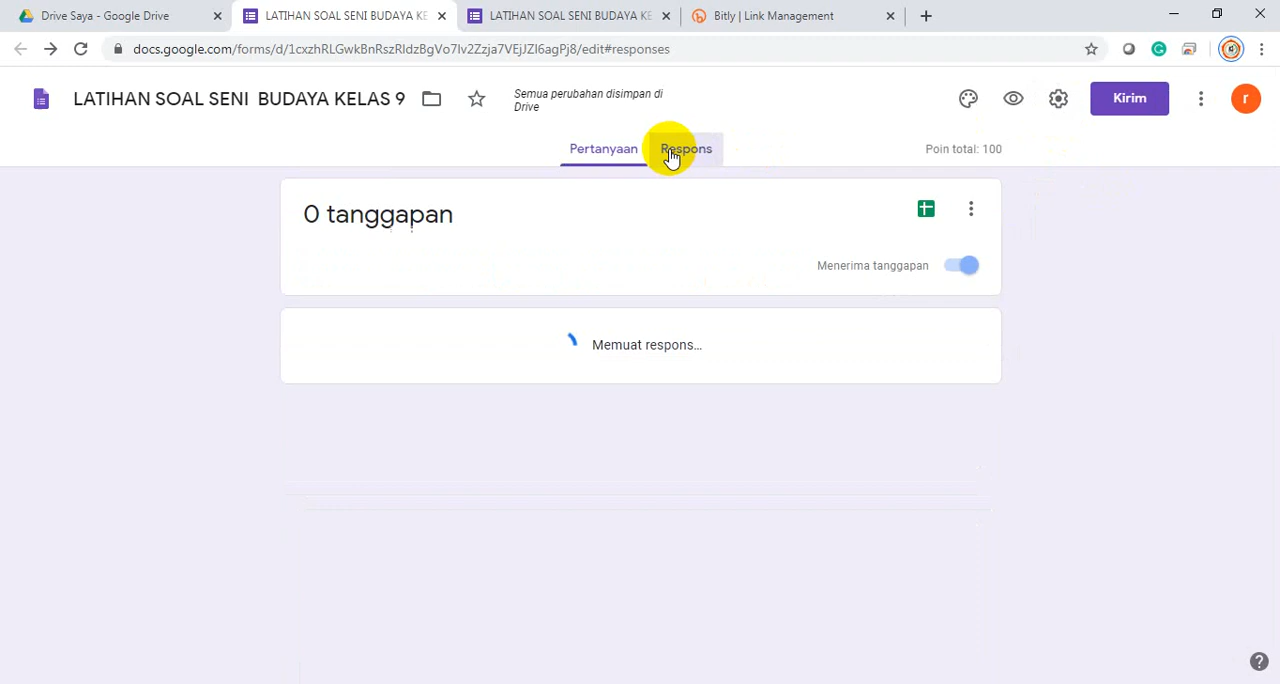 Drive Saya - Google Drive
LATIHAN SOAL SENI BUDAYA KE
LATIHAN SOAL SENI BUDAYA KE
Bitly | Link Management
docs.google.com/forms/d/1cxzhRLGwkBnRszRIdzBgVo7Iv2Zzja7VEjJZI6agPj8/edit#responses
LATIHAN SOAL SENI BUDAYA KELAS 9
Semua perubahan disimpan di
Drive
Kirim
r
Pertanyaan
Respons
Poin total: 100
0 tanggapan
Menerima tanggapan
Memuat respons...